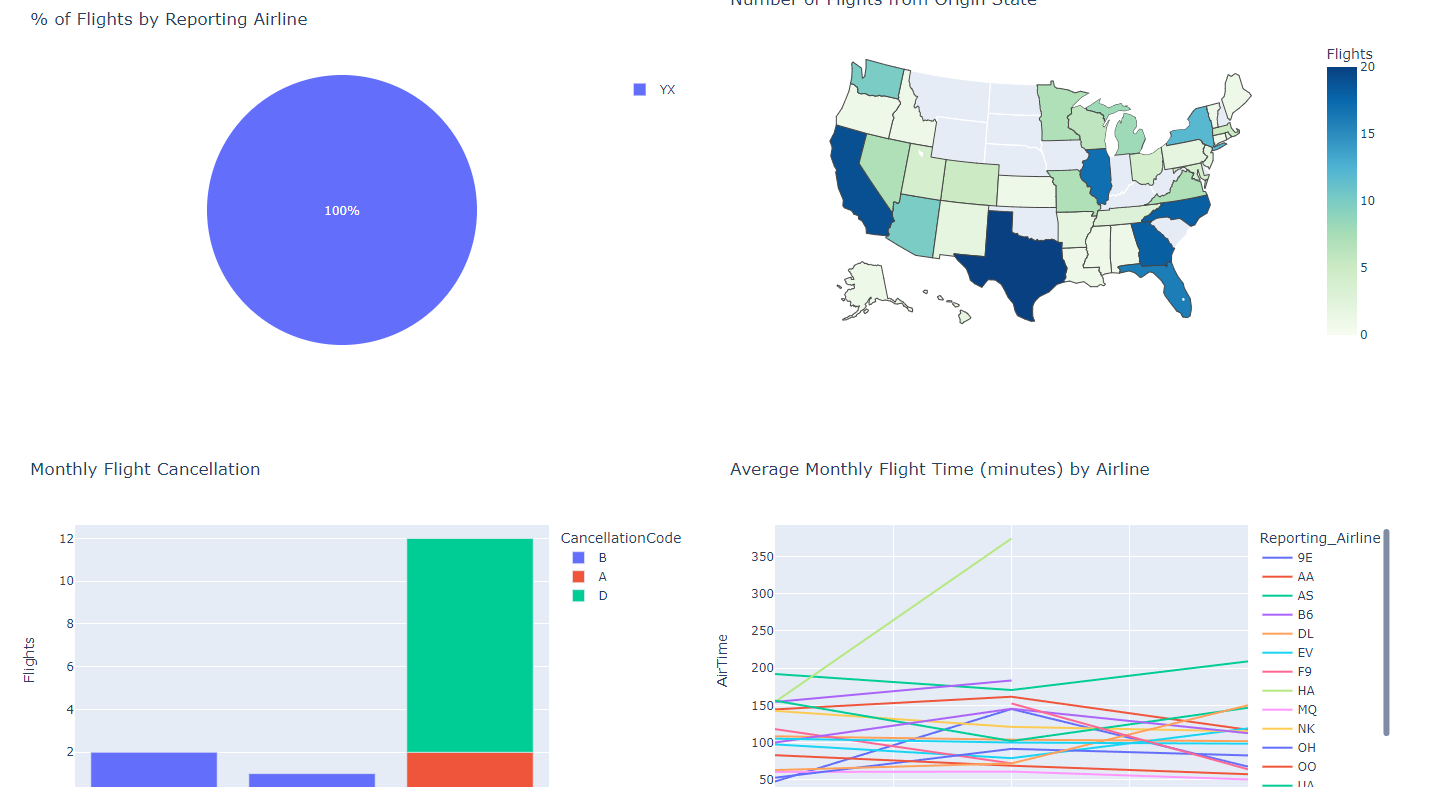 % of Flights by Reporting Airline
100%
YX
Number of Flights from Origin State
Flights
20
15
10
5
0
Monthly Flight Cancellation
Flights
12
10
8
6
4
2
CancellationCode
B
A
D
Average Monthly Flight Time (minutes) by Airline
AirTime
350
300
250
200
150
100
50
Reporting_Airline
9E
AA
AS
B6
DL
EV
F9
HA
MQ
NK
OH
OO
UA